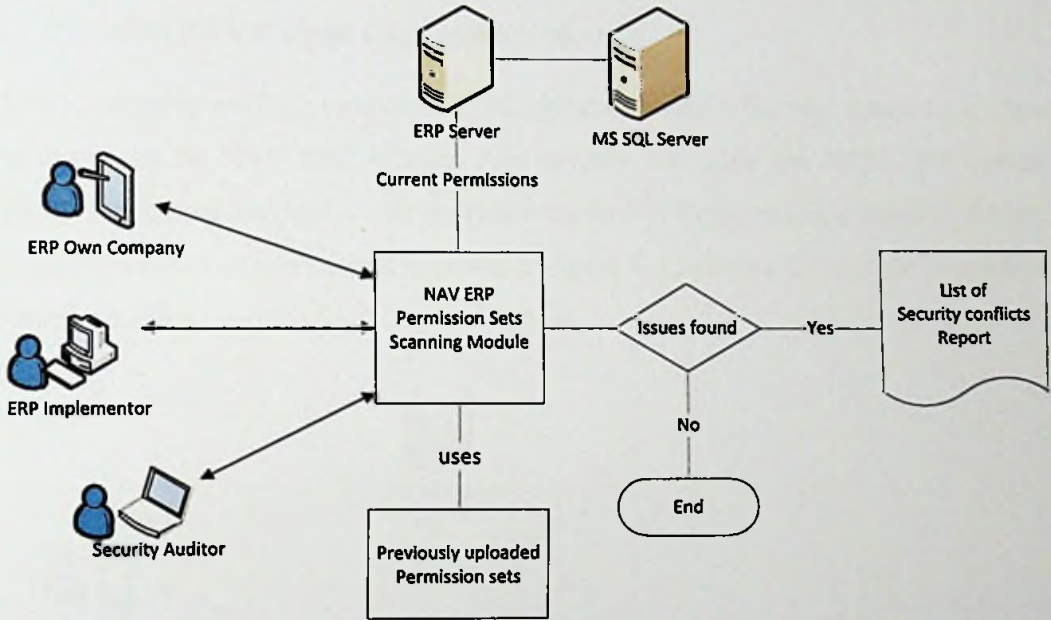 ERP Server
MS SQL Server
Current Permissions
ERP Own Company
NAV ERP
Permission Sets
Scanning Module
Issues found
Yes
List of
Security conflicts
Report
ERP Implementor
No
uses
End
Security Auditor
Previously uploaded
Permission sets